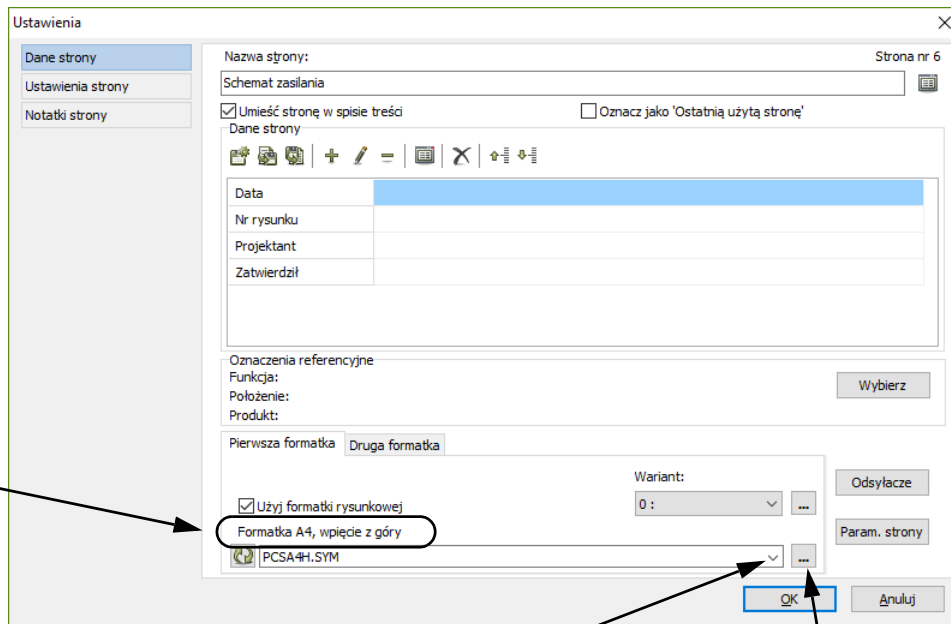 Ustawienia
Dane strony
Ustawienia strony
Notatki strony
Nazwa strony: Strona nr 6
Schemat zasilania
Umieść stronę w spisie treści Oznacz jako 'Ostatnią użytą stronę'
Dane strony
Data
Nr rysunku
Projektant
Zatwierdził
Oznaczenia referencyjne
Funkcja:
Położenie:
Produkt:
Wybierz
Pierwsza formatka Druga formatka
Wariant:
Odsyłacze
Użyj formatki rysunkowej 0 : ...
Formatka A4, wpięcie z góry Param. strony
PCSA4H.SYM ...
OK Anuluj